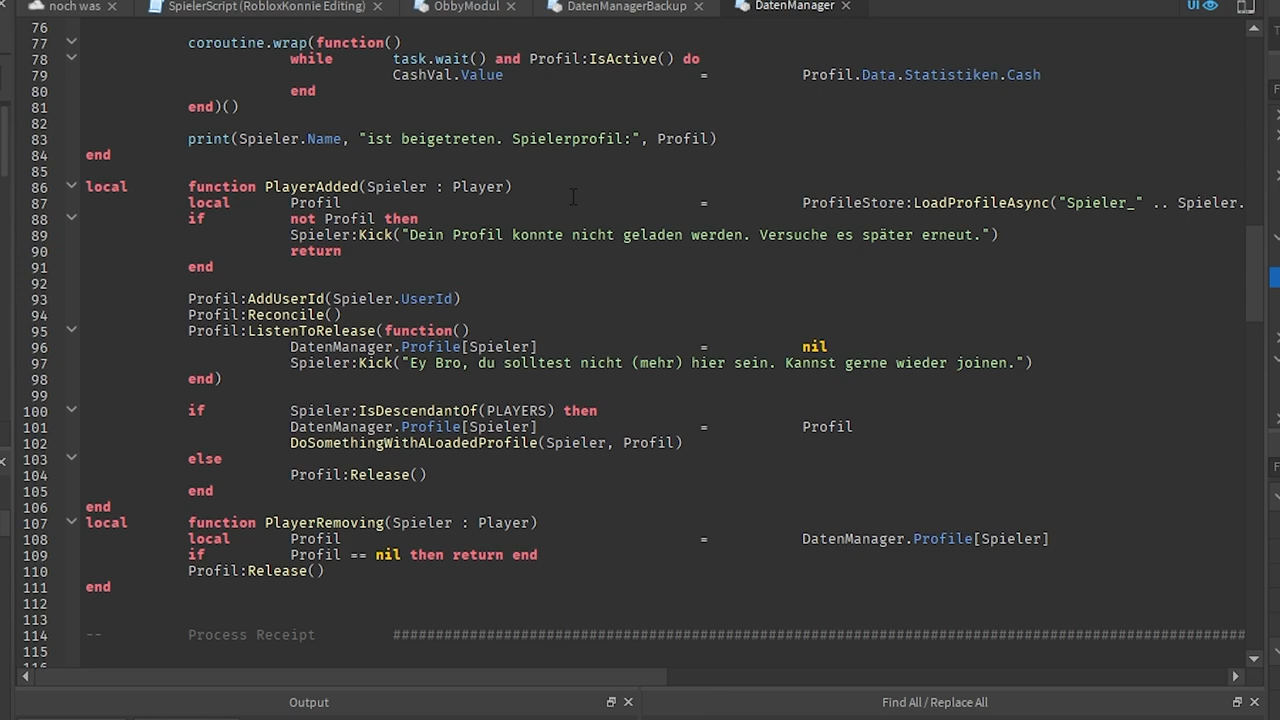 noch was
SpielerScript (RobloxKonnie Editing)
ObbyModul
DatenManagerBackup
DatenManager
UI
76
77 coroutine.wrap(function()
78 while task.wait() and Profil:IsActive() do
79 CashVal.Value = Profil.Data.Statistiken.Cash
80 end
81 end)()
82
83 print(Spieler.Name, "ist beigetreten. Spielerprofil:", Profil)
84 end
85
86 local function PlayerAdded(Spieler : Player)
87 local Profil = ProfileStore:LoadProfileAsync("Spieler_" .. Spieler.
88 if not Profil then
89 Spieler:Kick("Dein Profil konnte nicht geladen werden. Versuche es später erneut.")
90 return
91 end
92
93 Profil:AddUserId(Spieler.UserId)
94 Profil:Reconcile()
95 Profil:ListenToRelease(function()
96 DatenManager.Profile[Spieler] = nil
97 Spieler:Kick("Ey Bro, du solltest nicht (mehr) hier sein. Kannst gerne wieder joinen.")
98 end)
99
100 if Spieler:IsDescendantOf(PLAYERS) then
101 DatenManager.Profile[Spieler] = Profil
102 DoSomethingWithALoadedProfile(Spieler, Profil)
103 else
104 Profil:Release()
105 end
106 end
107 local function PlayerRemoving(Spieler : Player)
108 local Profil = DatenManager.Profile[Spieler]
109 if Profil == nil then return end
110 Profil:Release()
111 end
112
113
114 -- Process Receipt ####################################################################################################
115
Output
Find All / Replace All